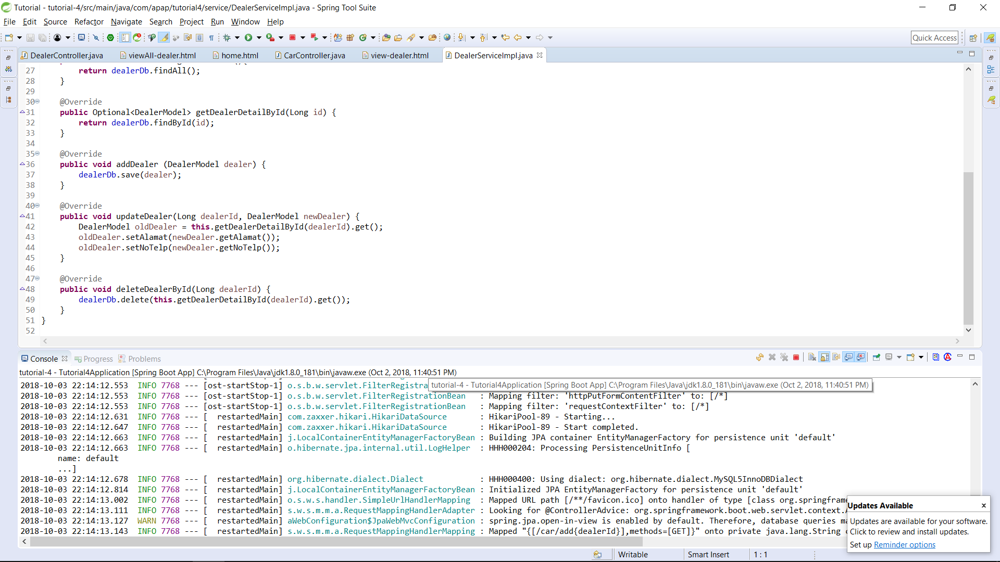 Tutorial - tutorial-4/src/main/java/com/apap/tutorial4/service/DealerServiceImpl.java - Spring Tool Suite
File Edit Source Refactor Navigate Search Project Run Window Help
Quick Access
DealerController.java viewAll-dealer.html home.html CarController.java view-dealer.html DealerServiceImpl.java
27 return dealerDb.findAll();
28 }
29
30 @Override
31 public Optional<DealerModel> getDealerDetailById(Long id) {
32 return dealerDb.findById(id);
33 }
34
35 @Override
36 public void addDealer (DealerModel dealer) {
37 dealerDb.save(dealer);
38 }
39
40 @Override
41 public void updateDealer(Long dealerId, DealerModel newDealer) {
42 DealerModel oldDealer = this.getDealerDetailById(dealerId).get();
43 oldDealer.setAlamat(newDealer.getAlamat());
44 oldDealer.setNoTelp(newDealer.getNoTelp());
45 }
46
47 @Override
48 public void deleteDealerById(Long dealerId) {
49 dealerDb.delete(this.getDealerDetailById(dealerId).get());
50 }
51 }
52
Console Progress Problems
tutorial-4 - Tutorial4Application [Spring Boot App] C:\Program Files\Java\jdk1.8.0_181\bin\javaw.exe (Oct 2, 2018, 11:40:51 PM)
2018-10-03 22:14:12.553 INFO 7768 --- [ost-startStop-1] o.s.b.w.servlet.FilterRegistra
tutorial-4 - Tutorial4Application [Spring Boot App] C:\Program Files\Java\jdk1.8.0_181\bin\javaw.exe (Oct 2, 2018, 11:40:51 PM)
2018-10-03 22:14:12.553 INFO 7768 --- [ost-startStop-1] o.s.b.w.servlet.FilterRegistrationBean : Mapping filter: 'httpPutFormContentFilter' to: [/*]
2018-10-03 22:14:12.553 INFO 7768 --- [ost-startStop-1] o.s.b.w.servlet.FilterRegistrationBean : Mapping filter: 'requestContextFilter' to: [/*]
2018-10-03 22:14:12.631 INFO 7768 --- [ restartedMain] com.zaxxer.hikari.HikariDataSource : HikariPool-89 - Starting...
2018-10-03 22:14:12.647 INFO 7768 --- [ restartedMain] com.zaxxer.hikari.HikariDataSource : HikariPool-89 - Start completed.
2018-10-03 22:14:12.663 INFO 7768 --- [ restartedMain] j.LocalContainerEntityManagerFactoryBean : Building JPA container EntityManagerFactory for persistence unit 'default'
2018-10-03 22:14:12.663 INFO 7768 --- [ restartedMain] o.hibernate.jpa.internal.util.LogHelper : HHH000204: Processing PersistenceUnitInfo [
name: default
...]
2018-10-03 22:14:12.678 INFO 7768 --- [ restartedMain] org.hibernate.dialect.Dialect : HHH000400: Using dialect: org.hibernate.dialect.MySQL5InnoDBDialect
2018-10-03 22:14:12.814 INFO 7768 --- [ restartedMain] j.LocalContainerEntityManagerFactoryBean : Initialized JPA EntityManagerFactory for persistence unit 'default'
2018-10-03 22:14:13.002 INFO 7768 --- [ restartedMain] o.s.w.s.handler.SimpleUrlHandlerMapping : Mapped URL path [/**/favicon.ico] onto handler of type [class org.springframe
2018-10-03 22:14:13.111 INFO 7768 --- [ restartedMain] s.w.s.m.m.a.RequestMappingHandlerAdapter : Looking for @ControllerAdvice: org.springframework.boot.web.servlet.context.
2018-10-03 22:14:13.127 WARN 7768 --- [ restartedMain] aWebConfiguration$JpaWebMvcConfiguration : spring.jpa.open-in-view is enabled by default. Therefore, database queries m
2018-10-03 22:14:13.143 INFO 7768 --- [ restartedMain] s.w.s.m.m.a.RequestMappingHandlerMapping : Mapped "{[/car/add{dealerId}],methods=[GET]}" onto private java.lang.String
Updates Available
Updates are available for your software.
Click to review and install updates.
Set up Reminder options
Writable Smart Insert 1 : 1